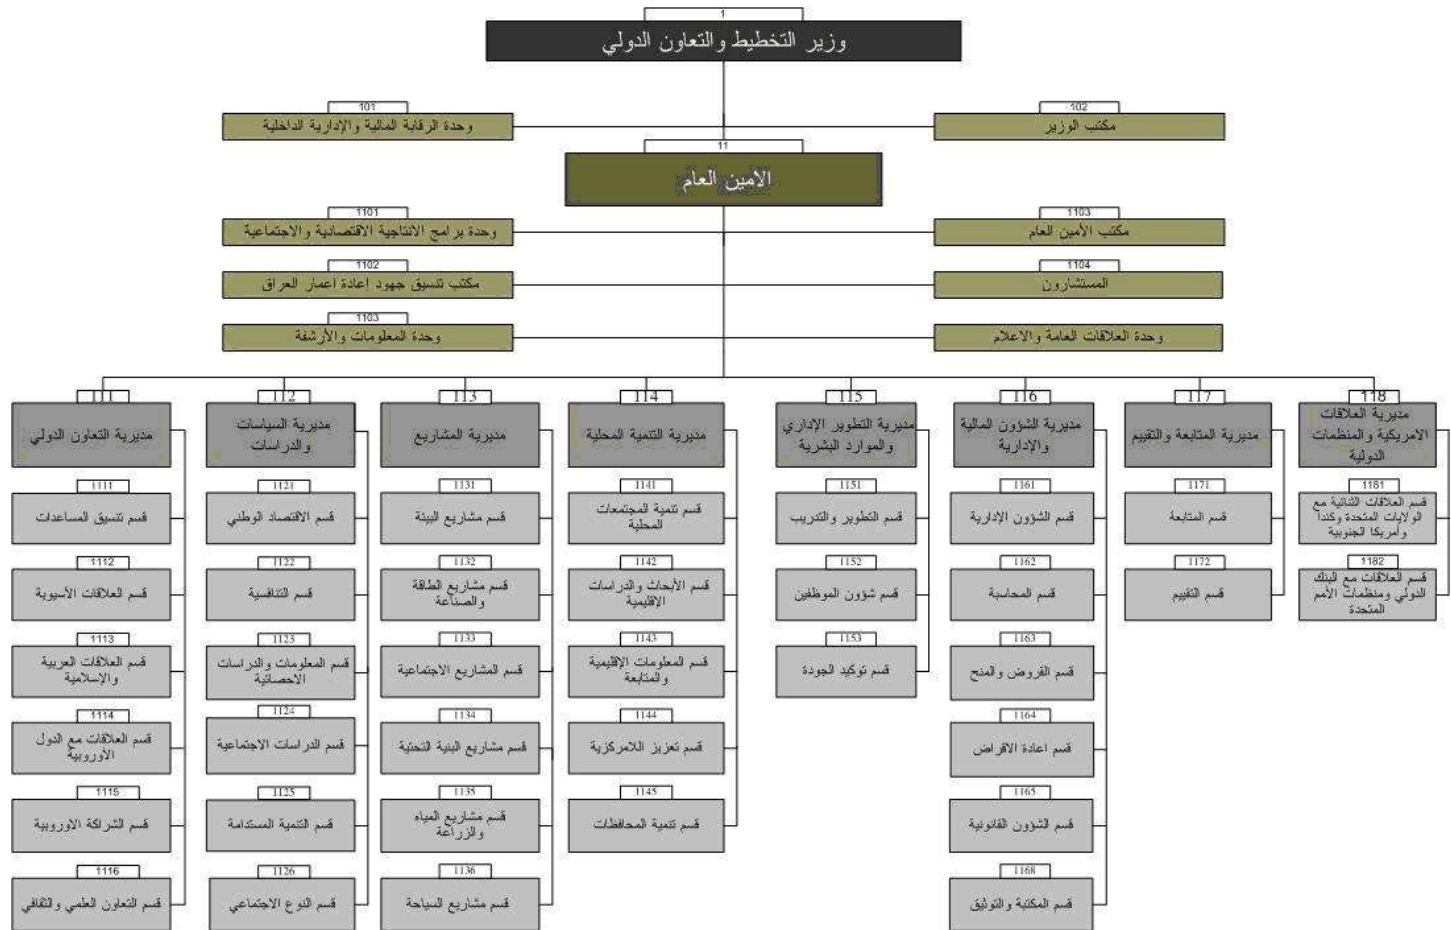 1
وزير التخطيط والتعاون الدولي
102
مكتب الوزير
101
وحدة الرقابة المالية والإدارية الداخلية
11
الأمين العام
1103
مكتب الأمين العام
1101
وحدة برامج الانتاجية الاقتصادية والاجتماعية
1104
المستشارون
1102
مكتب تنسيق جهود إعادة اعمار العراق
وحدة العلاقات العامة والاعلام
1103
وحدة المعلومات والأرشفة
118
مديرية العلاقات
الامريكية والمنظمات
الدولية
1181
قسم العلاقات الثنائية مع
الولايات المتحدة وكندا
وأمريكا الجنوبية
1182
قسم العلاقات مع البنك
الدولي ومنظمات الأمم
المتحدة
117
مديرية المتابعة والتقييم
1171
قسم المتابعة
1172
قسم التقييم
116
مديرية الشؤون المالية
والإدارية
1161
قسم الشؤون الإدارية
1162
قسم المحاسبة
1163
قسم القروض والمنح
1164
قسم اعادة الاقراض
1165
قسم الشؤون القانونية
1168
قسم المكتبة والتوثيق
115
مديرية التطوير الإداري
والموارد البشرية
1151
قسم التطوير والتدريب
1152
قسم شؤون الموظفين
1153
قسم توكيد الجودة
114
مديرية التنمية المحلية
1141
قسم تنمية المجتمعات
المحلية
1142
قسم الأبحاث والدراسات
الإقليمية
1143
قسم المعلومات الإقليمية
والمتابعة
1144
قسم تعزيز اللامركزية
1145
قسم تنمية المحافظات
113
مديرية المشاريع
1131
قسم مشاريع البيئة
1132
قسم مشاريع الطاقة
والصناعة
1133
قسم المشاريع الاجتماعية
1134
قسم مشاريع البنية التحتية
1135
قسم مشاريع المياه
والزراعة
1136
قسم مشاريع السياحة
112
مديرية السياسات
والدراسات
1121
قسم الاقتصاد الوطني
1122
قسم التنافسية
1123
قسم المعلومات والدراسات
الاحصائية
1124
قسم الدراسات الاجتماعية
1125
قسم التنمية المستدامة
1126
قسم النوع الاجتماعي
111
مديرية التعاون الدولي
1111
قسم تنسيق المساعدات
1112
قسم العلاقات الأسيوية
1113
قسم العلاقات العربية
والإسلامية
1114
قسم العلاقات مع الدول
الأوروبية
1115
قسم الشراكة الاوروبية
1116
قسم التعاون العلمي والثقافي